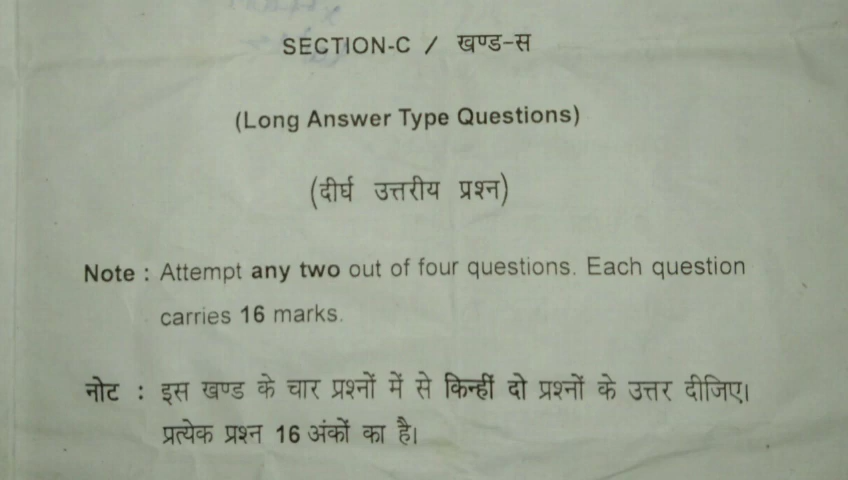 SECTION-C / खण्ड-स
(Long Answer Type Questions)
(दीर्घ उत्तरीय प्रश्न)
Note : Attempt any two out of four questions. Each question
carries 16 marks.
नोट : इस खण्ड के चार प्रश्नों में से किन्हीं दो प्रश्नों के उत्तर दीजिए।
प्रत्येक प्रश्न 16 अंकों का है।